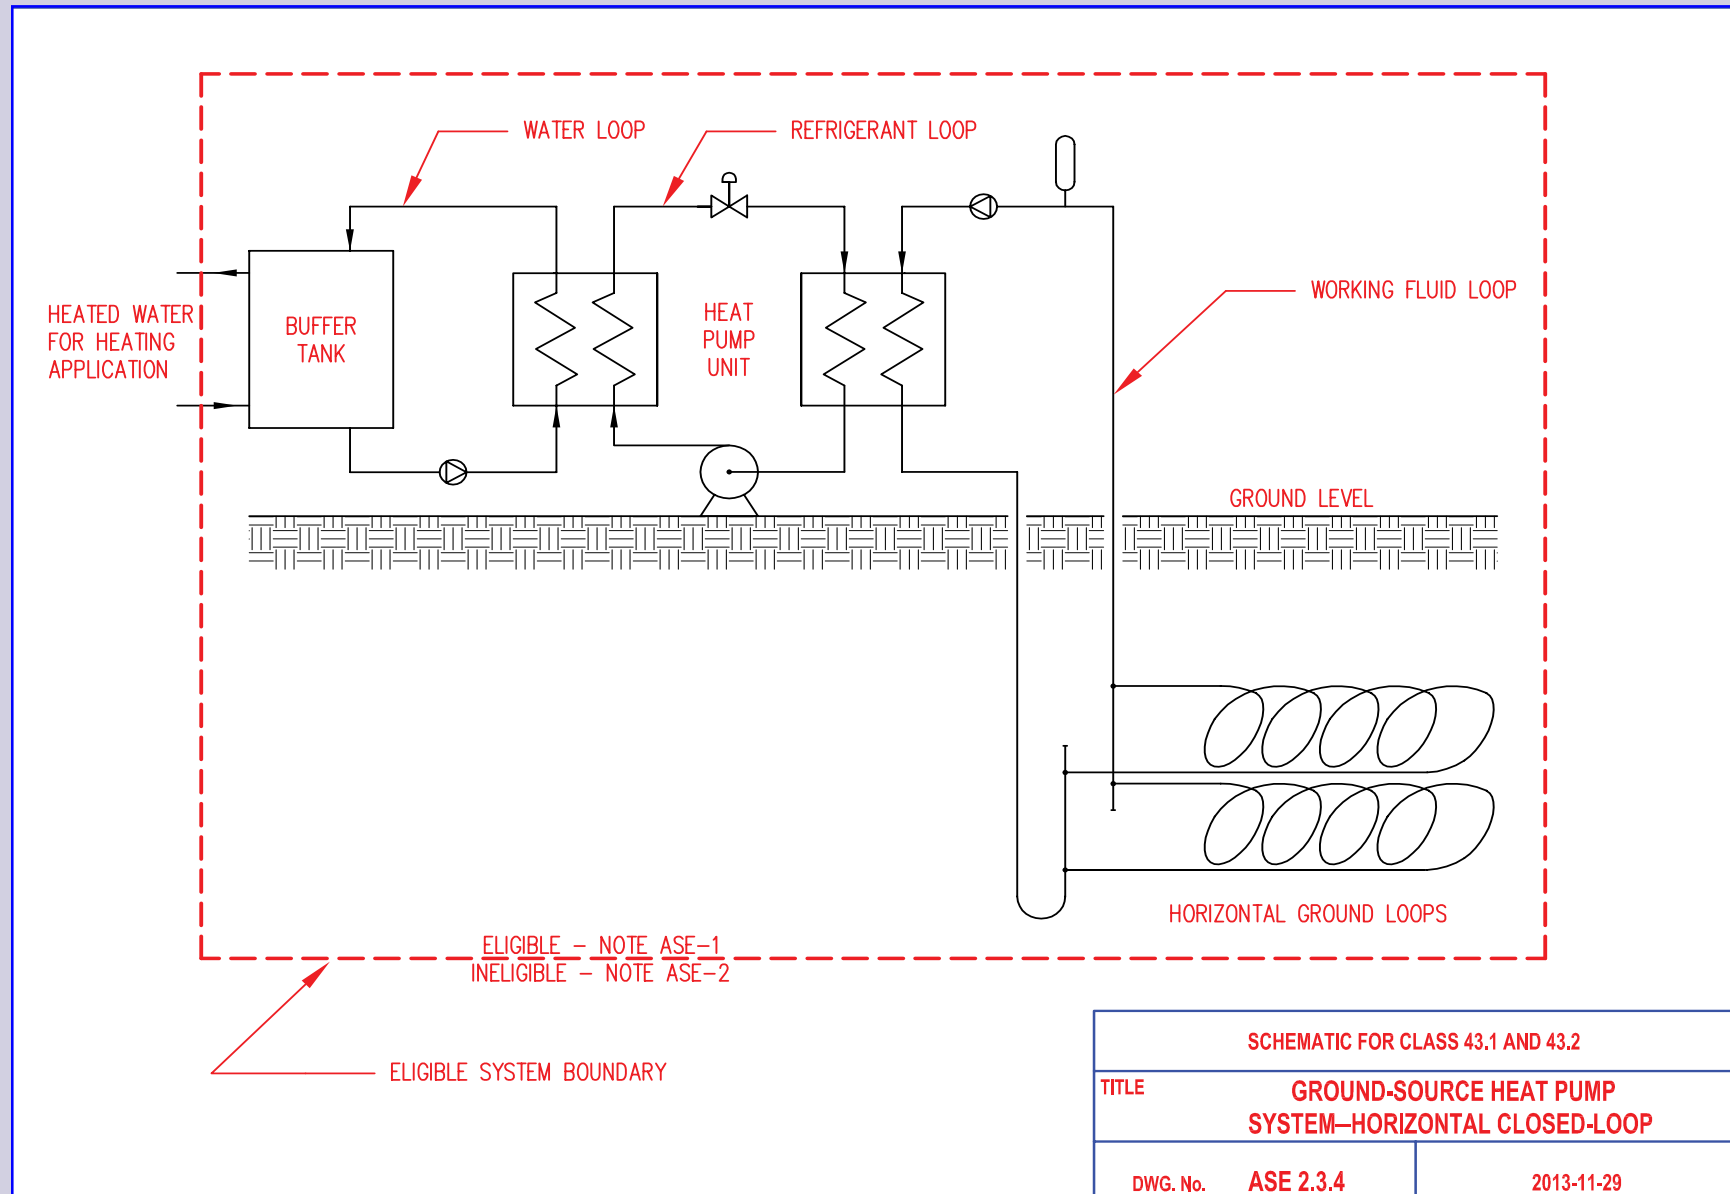 WATER LOOP
REFRIGERANT LOOP
WORKING FLUID LOOP
HEATED WATER
FOR HEATING
APPLICATION
BUFFER
TANK
HEAT
PUMP
UNIT
GROUND LEVEL
HORIZONTAL GROUND LOOPS
ELIGIBLE - NOTE ASE-1
INELIGIBLE - NOTE ASE-2
ELIGIBLE SYSTEM BOUNDARY
SCHEMATIC FOR CLASS 43.1 AND 43.2
TITLE
GROUND-SOURCE HEAT PUMP
SYSTEM—HORIZONTAL CLOSED-LOOP
DWG. No. ASE 2.3.4
2013-11-29